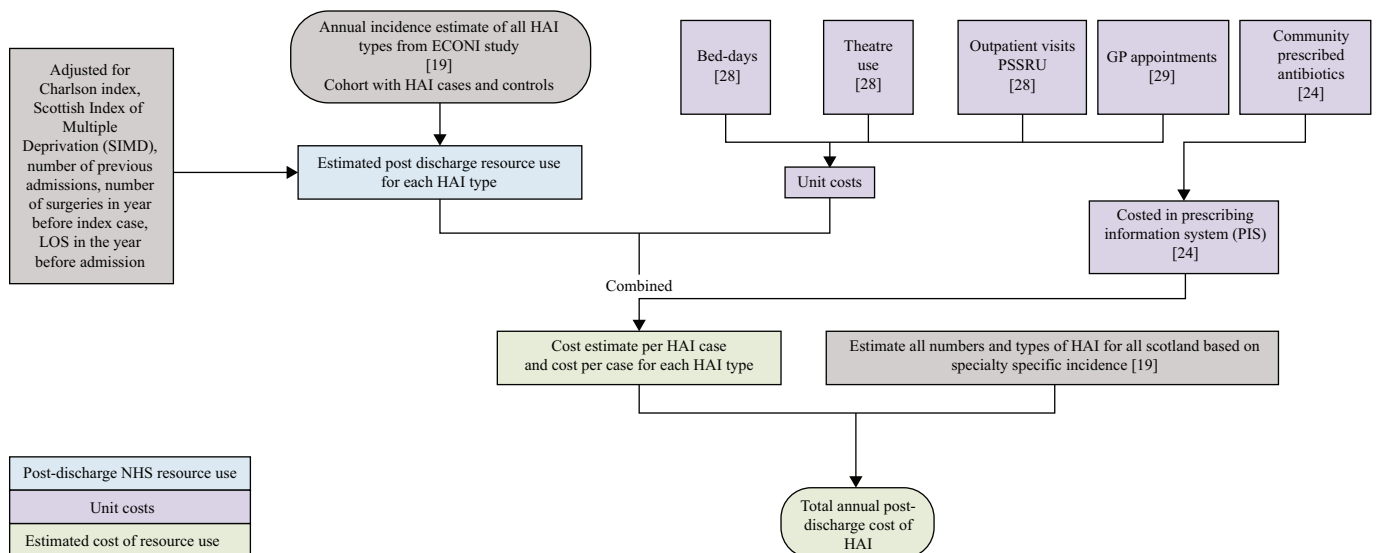 Annual incidence estimate of all HAI
types from ECONI study
[19]
Cohort with HAI cases and controls
Adjusted for
Charlson index,
Scottish Index of
Multiple
Deprivation (SIMD),
number of previous
admissions, number
of surgeries in year
before index case,
LOS in the year
before admission
Bed-days
[28]
Theatre
use
[28]
Outpatient visits
PSSRU
[28]
GP appointments
[29]
Community
prescribed
antibiotics
[24]
Estimated post discharge resource use
for each HAI type
Unit costs
Costed in prescribing
information system (PIS)
[24]
Combined
Cost estimate per HAI case
and cost per case for each HAI type
Estimate all numbers and types of HAI for all scotland based on
specialty specific incidence [19]
Post-discharge NHS resource use
Unit costs
Estimated cost of resource use
Total annual post-
discharge cost of
HAI